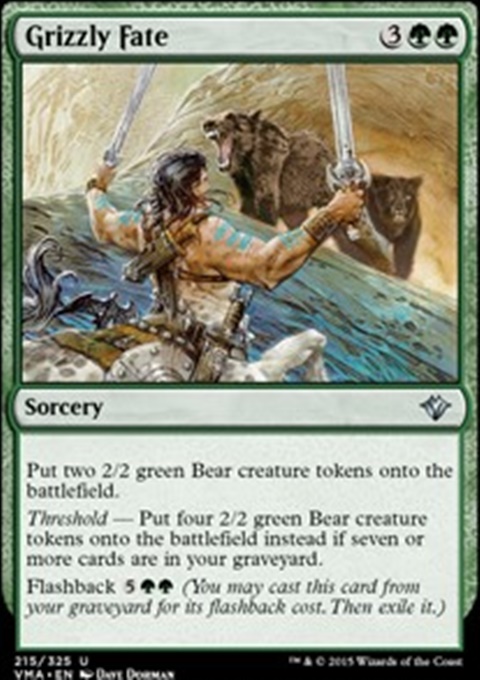 Grizzly Fate 3
Sorcery
Put two 2/2 green Bear creature tokens onto the
battlefield.
Threshold — Put four 2/2 green Bear creature
tokens onto the battlefield instead if seven or
more cards are in your graveyard.
Flashback 5 (You may cast this card from
your graveyard for its flashback cost. Then exile it.)
215/325 U
VMA • EN Dave Dorman
™ & © 2015 Wizards of the Coast